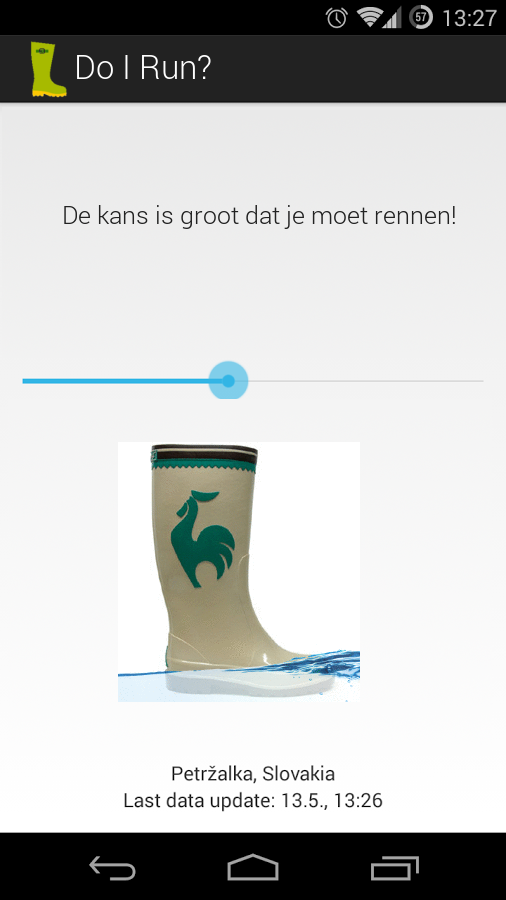 57 13:27
Do I Run?
De kans is groot dat je moet rennen!
Petržalka, Slovakia
Last data update: 13.5., 13:26